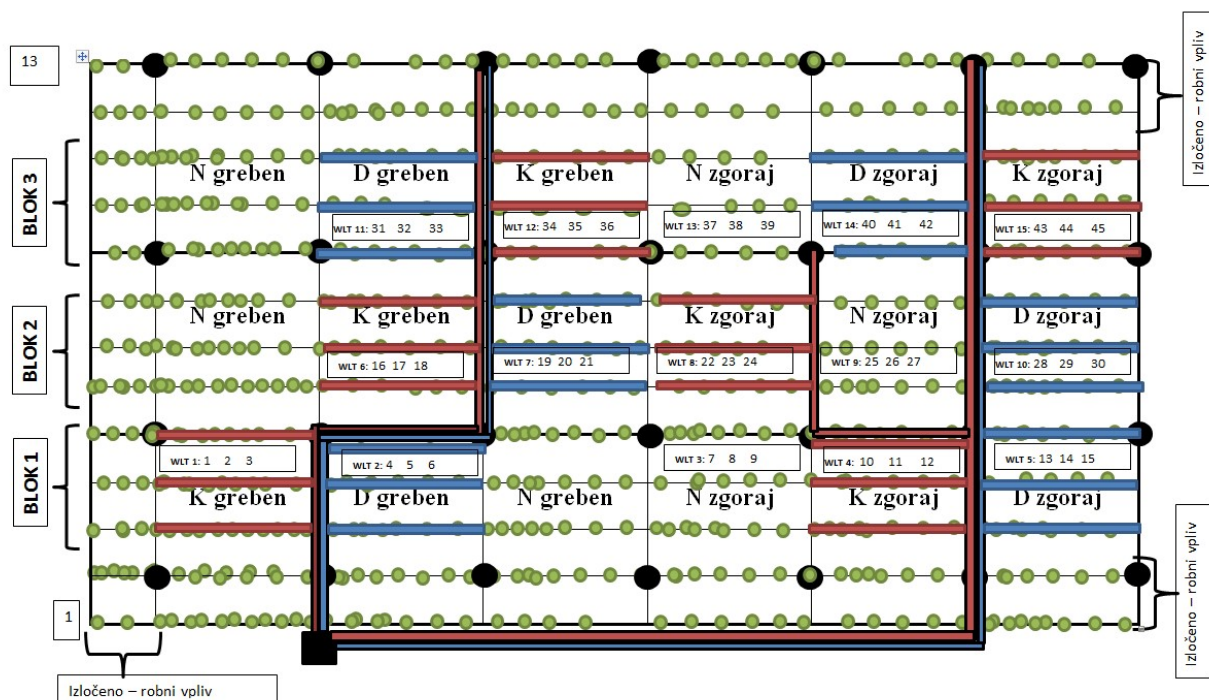 13
Izločeno – robni vpliv
BLOK 3
N greben
D greben
K greben
N zgoraj
D zgoraj
K zgoraj
WLT 11: 31 32 33
WLT 12: 34 35 36
WLT 13: 37 38 39
WLT 14: 40 41 42
WLT 15: 43 44 45
BLOK 2
N greben
K greben
D greben
K zgoraj
N zgoraj
D zgoraj
WLT 6: 16 17 18
WLT 7: 19 20 21
WLT 8: 22 23 24
WLT 9: 25 26 27
WLT 10: 28 29 30
BLOK 1
WLT 1: 1 2 3
WLT 2: 4 5 6
WLT 3: 7 8 9
WLT 4: 10 11 12
WLT 5: 13 14 15
K greben
D greben
N greben
N zgoraj
K zgoraj
D zgoraj
1
Izločeno – robni vpliv
Izločeno – robni vpliv